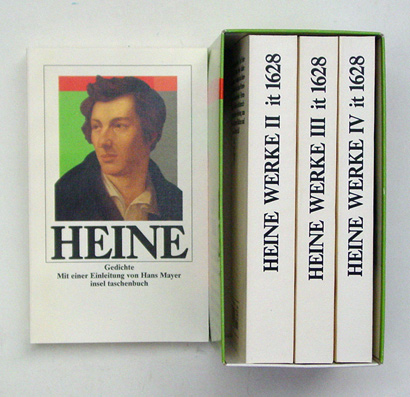 HEINE
Gedichte
Mit einer Einleitung von Hans Mayer
insel taschenbuch
HEINE WERKE II it 1628
HEINE WERKE III it 1628
HEINE WERKE IV it 1628